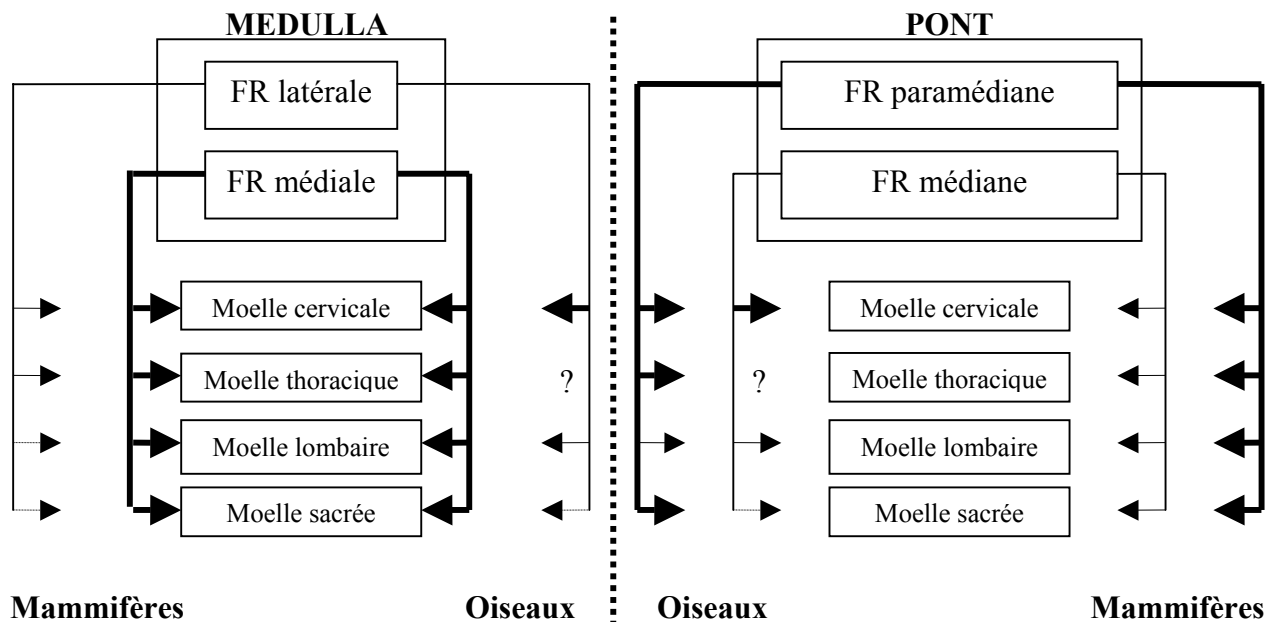 MEDULLA
FR latérale
FR médiale
Moelle cervicale
Moelle thoracique
?
Moelle lombaire
Moelle sacrée
Mammifères
Oiseaux
PONT
FR paramédiane
FR médiane
Moelle cervicale
?
Moelle thoracique
Moelle lombaire
Moelle sacrée
Oiseaux
Mammifères